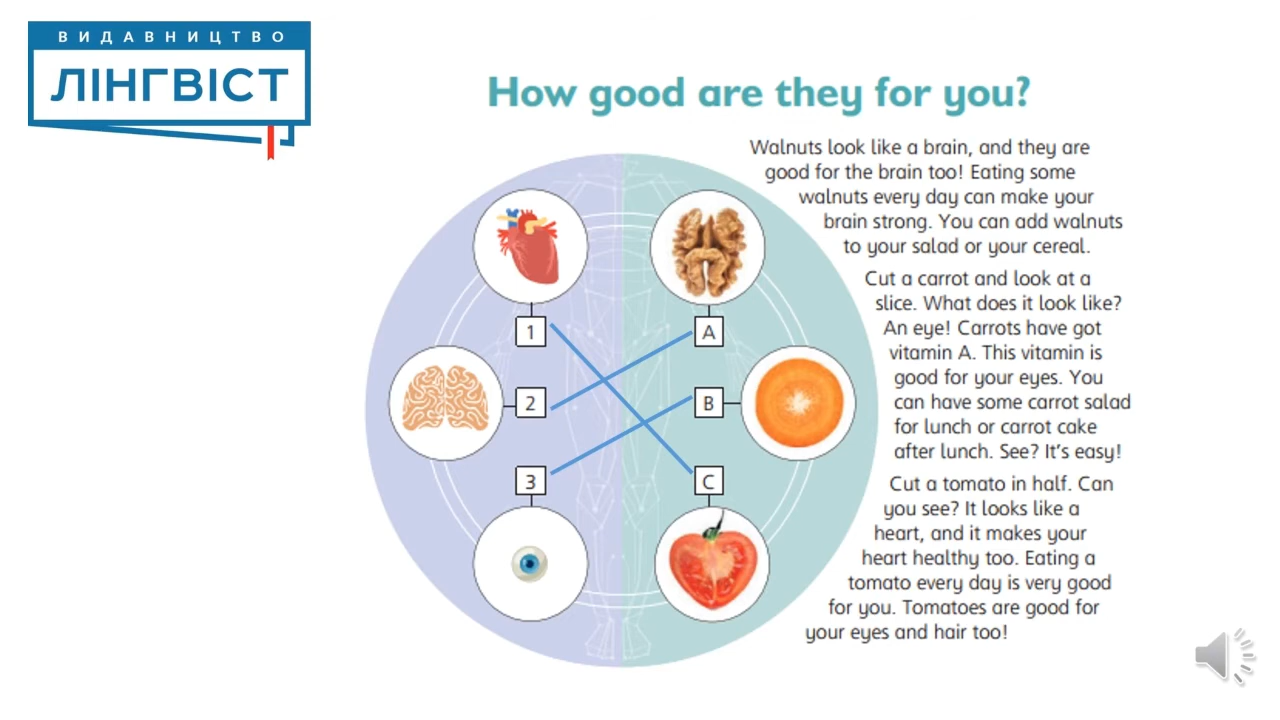 ВИДАВНИЦТВО
ЛІНГВІСТ
How good are they for you?
Walnuts look like a brain, and they are
good for the brain too! Eating some
walnuts every day can make your
brain strong. You can add walnuts
to your salad or your cereal.
Cut a carrot and look at a
slice. What does it look like?
An eye! Carrots have got
vitamin A. This vitamin is
good for your eyes. You
can have some carrot salad
for lunch or carrot cake
after lunch. See? It's easy!
Cut a tomato in half. Can
you see? It looks like a
heart, and it makes your
heart healthy too. Eating a
tomato every day is very good
for you. Tomatoes are good for
your eyes and hair too!
1
A
2
B
3
C